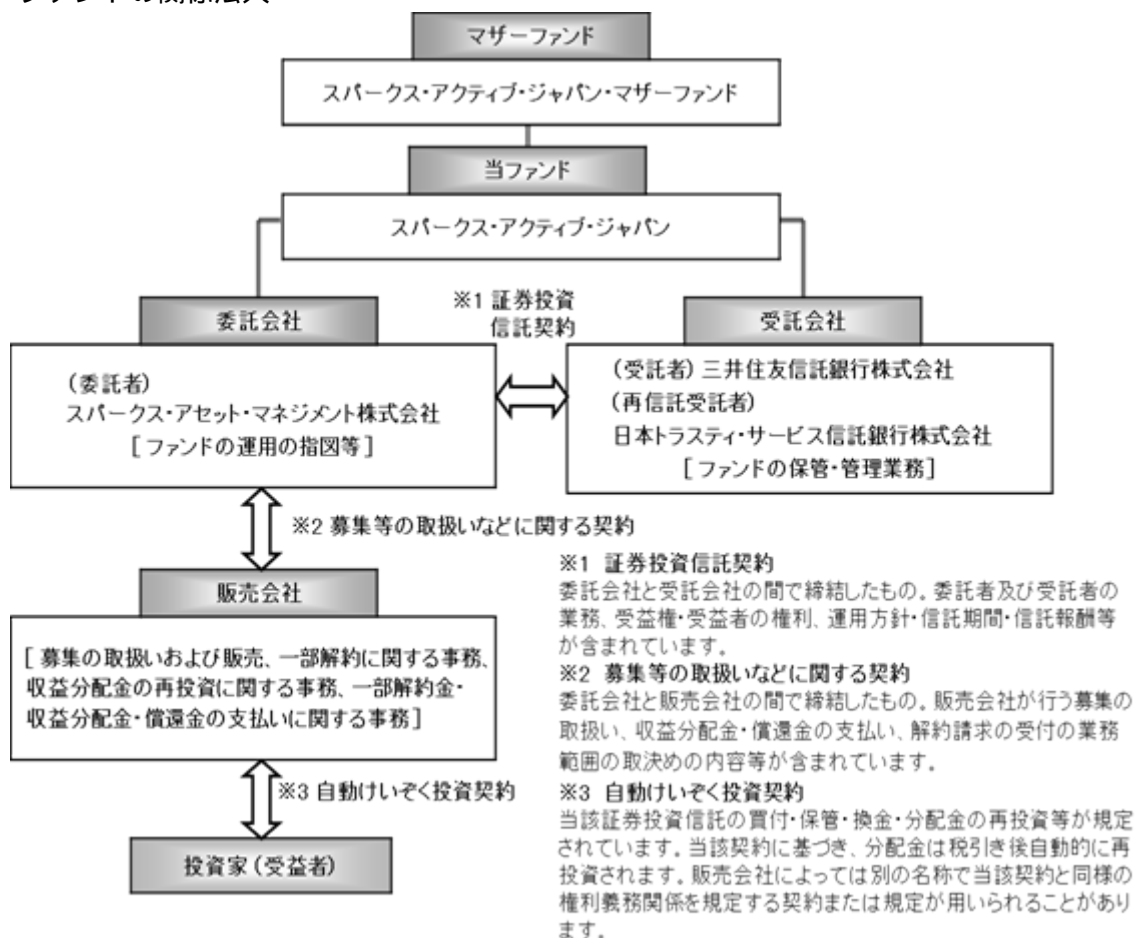 マザーファンド
スパークス・アクティブ・ジャパン・マザーファンド
当ファンド
スパークス・アクティブ・ジャパン
※1 証券投資
信託契約
委託会社
(委託者)
スパークス・アセット・マネジメント株式会社
[ファンドの運用の指図等]
受託会社
(受託者) 三井住友信託銀行株式会社
(再信託受託者)
日本トラスティ・サービス信託銀行株式会社
[ファンドの保管・管理業務]
※2 募集等の取扱いなどに関する契約
販売会社
[ 募集の取扱いおよび販売、一部解約に関する事務、
収益分配金の再投資に関する事務、一部解約金・
収益分配金・償還金の支払いに関する事務]
※3 自動けいぞく投資契約
投資家(受益者)
※1 証券投資信託契約
委託会社と受託会社の間で締結したもの。委託者及び受託者の
業務、受益権・受益者の権利、運用方針・信託期間・信託報酬等
が含まれています。
※2 募集等の取扱いなどに関する契約
委託会社と販売会社の間で締結したもの。販売会社が行う募集の
取扱い、収益分配金・償還金の支払い、解約請求の受付の業務
範囲の取決めの内容等が含まれています。
※3 自動けいぞく投資契約
当該証券投資信託の買付・保管・換金・分配金の再投資等が規定
されています。当該契約に基づき、分配金は税引き後自動的に再
投資されます。販売会社によっては別の名称で当該契約と同様の
権利義務関係を規定する契約または規定が用いられることがあり
ます。